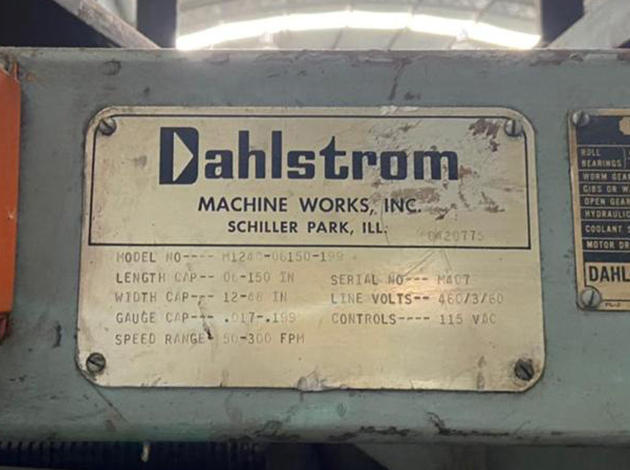 Dahlstrom
MACHINE WORKS, INC.
SCHILLER PARK, ILL.
0420775
MODEL NO---- M1248-06150-199
LENGTH CAP-- 06-150 IN
SERIAL NO--- M407
WIDTH CAP-- 12-48 IN
LINE VOLTS-- 460/3/60
GAUGE CAP--- .017-.199
CONTROLS---- 115 VAC
SPEED RANGE- 50-300 FPM
ROLL
BEARINGS
WORM GEAR
GIBS OR
OPEN GEAR
HYDRAULIC
COOLANT
MOTOR
DAHL